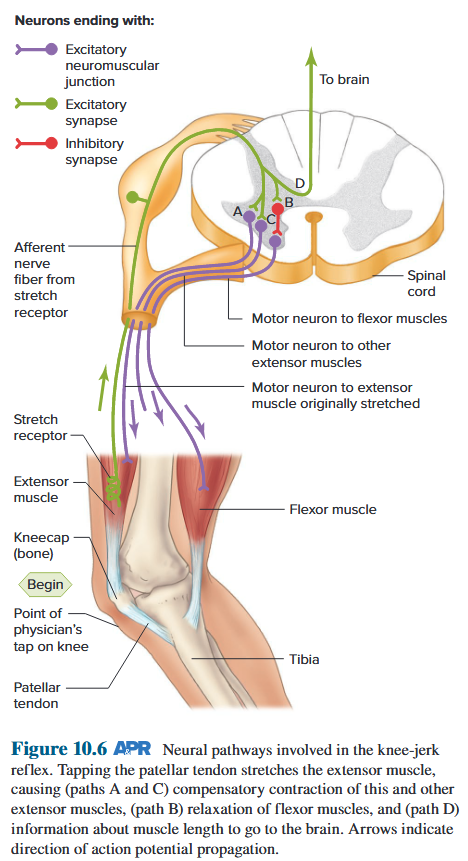 Neurons ending with:
Excitatory
neuromuscular
junction
Excitatory
synapse
Inhibitory
synapse
To brain
D
B
A
C
Afferent
nerve
fiber from
stretch
receptor
Spinal
cord
Motor neuron to flexor muscles
Motor neuron to other
extensor muscles
Motor neuron to extensor
muscle originally stretched
Stretch
receptor
Extensor
muscle
Flexor muscle
Kneecap
(bone)
Begin
Point of
physician's
tap on knee
Tibia
Patellar
tendon
Figure 10.6 AP|R Neural pathways involved in the knee-jerk
reflex. Tapping the patellar tendon stretches the extensor muscle,
causing (paths A and C) compensatory contraction of this and other
extensor muscles, (path B) relaxation of flexor muscles, and (path D)
information about muscle length to go to the brain. Arrows indicate
direction of action potential propagation.